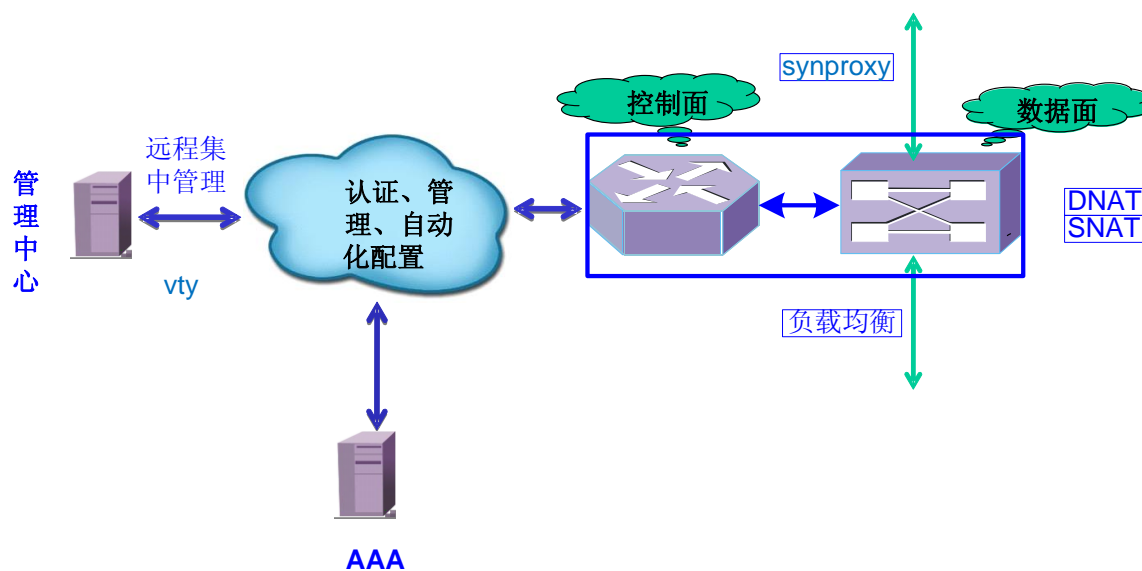 synproxy
控制面
数据面
管
理
中
心
远程集
中管理
认证、管
理、自动
化配置
DNAT
SNAT
vty
负载均衡
AAA